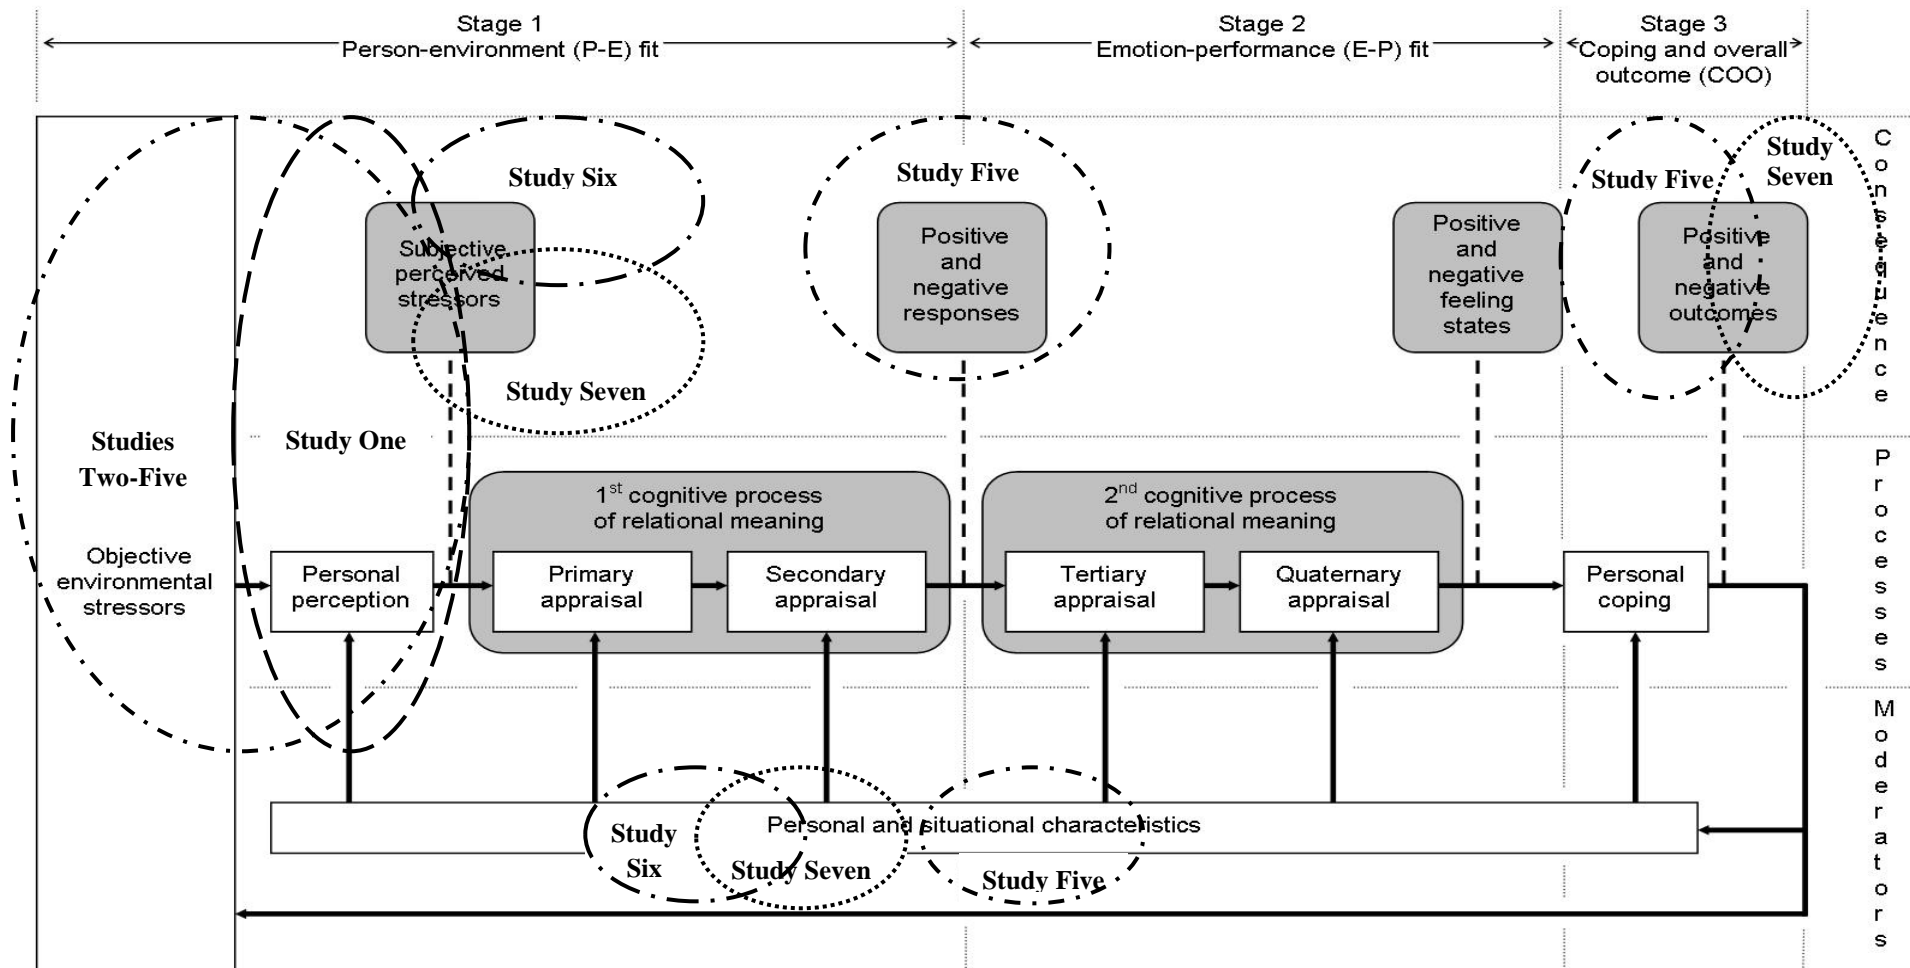 Stage 1
Person-environment (P-E) fit
Stage 2
Emotion-performance (E-P) fit
Stage 3
Coping and overall
outcome (COO)
Study Six
Study Five
Study Five
Study
Seven
Subjective
perceived
stressors
Positive
and
negative
responses
Positive
and
negative
feeling
states
Positive
and
negative
outcomes
Consequence
Study Seven
Studies
Two-Five
Study One
Processes
1st cognitive process
of relational meaning
2nd cognitive process
of relational meaning
Objective
environmental
stressors
Personal
perception
Primary
appraisal
Secondary
appraisal
Tertiary
appraisal
Quaternary
appraisal
Personal
coping
Moderators
Personal and situational characteristics
Study
Six
Study Seven
Study Five